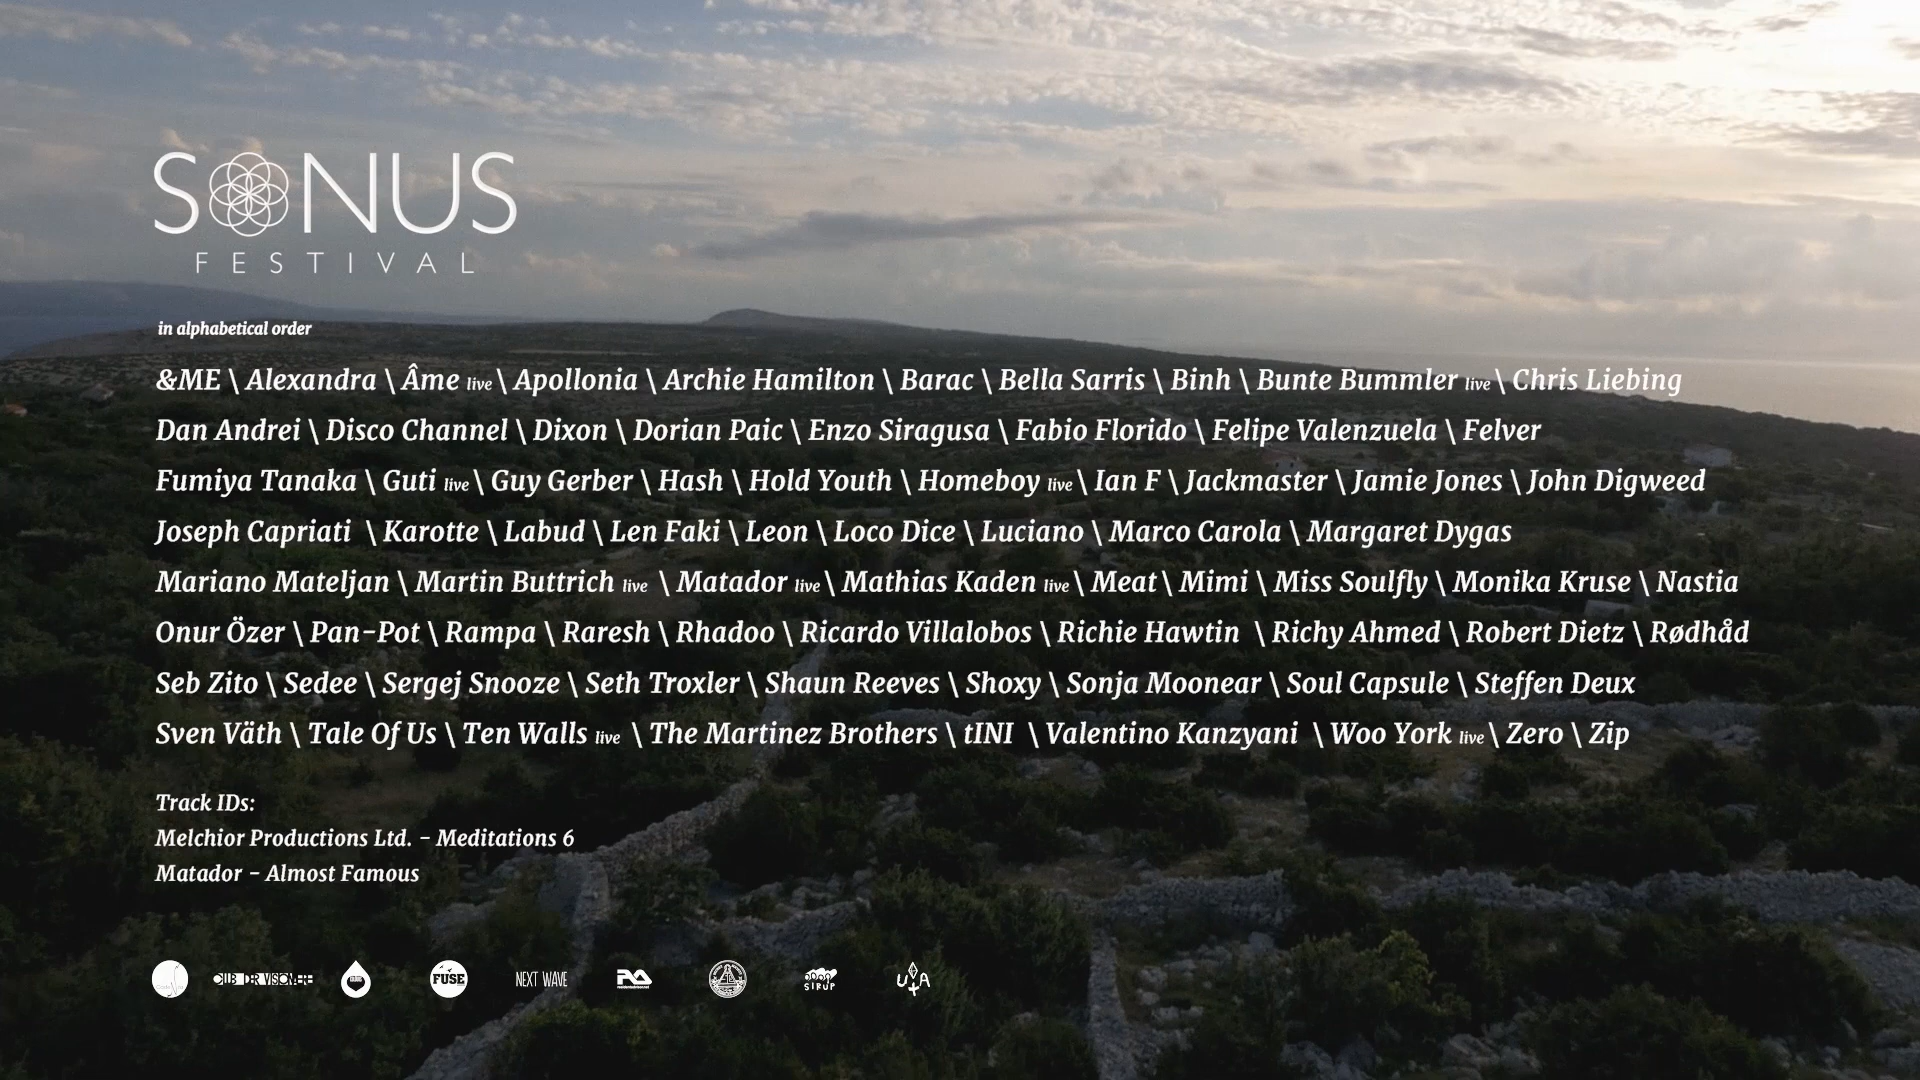 SONUS
FESTIVAL
in alphabetical order
&ME \ Alexandra \ Âme live \ Apollonia \ Archie Hamilton \ Barac \ Bella Sarris \ Binh \ Bunte Bummler live \ Chris Liebing
Dan Andrei \ Disco Channel \ Dixon \ Dorian Paic \ Enzo Siragusa \ Fabio Florido \ Felipe Valenzuela \ Felver
Fumiya Tanaka \ Guti live \ Guy Gerber \ Hash \ Hold Youth \ Homeboy live \ Ian F \ Jackmaster \ Jamie Jones \ John Digweed
Joseph Capriati \ Karotte \ Labud \ Len Faki \ Leon \ Loco Dice \ Luciano \ Marco Carola \ Margaret Dygas
Mariano Mateljan \ Martin Buttrich live \ Matador live \ Mathias Kaden live \ Meat \ Mimi \ Miss Soulfly \ Monika Kruse \ Nastia
Onur Özer \ Pan-Pot \ Rampa \ Raresh \ Rhadoo \ Ricardo Villalobos \ Richie Hawtin \ Richy Ahmed \ Robert Dietz \ Rødhåd
Seb Zito \ Sedee \ Sergej Snooze \ Seth Troxler \ Shaun Reeves \ Shoxy \ Sonja Moonear \ Soul Capsule \ Steffen Deux
Sven Väth \ Tale Of Us \ Ten Walls live \ The Martinez Brothers \ tINI \ Valentino Kanzyani \ Woo York live \ Zero \ Zip
Track IDs:
Melchior Productions Ltd. - Meditations 6
Matador - Almost Famous
CLUB DER VISIONÄRE FUSE NEXT WAVE RA SIRUP